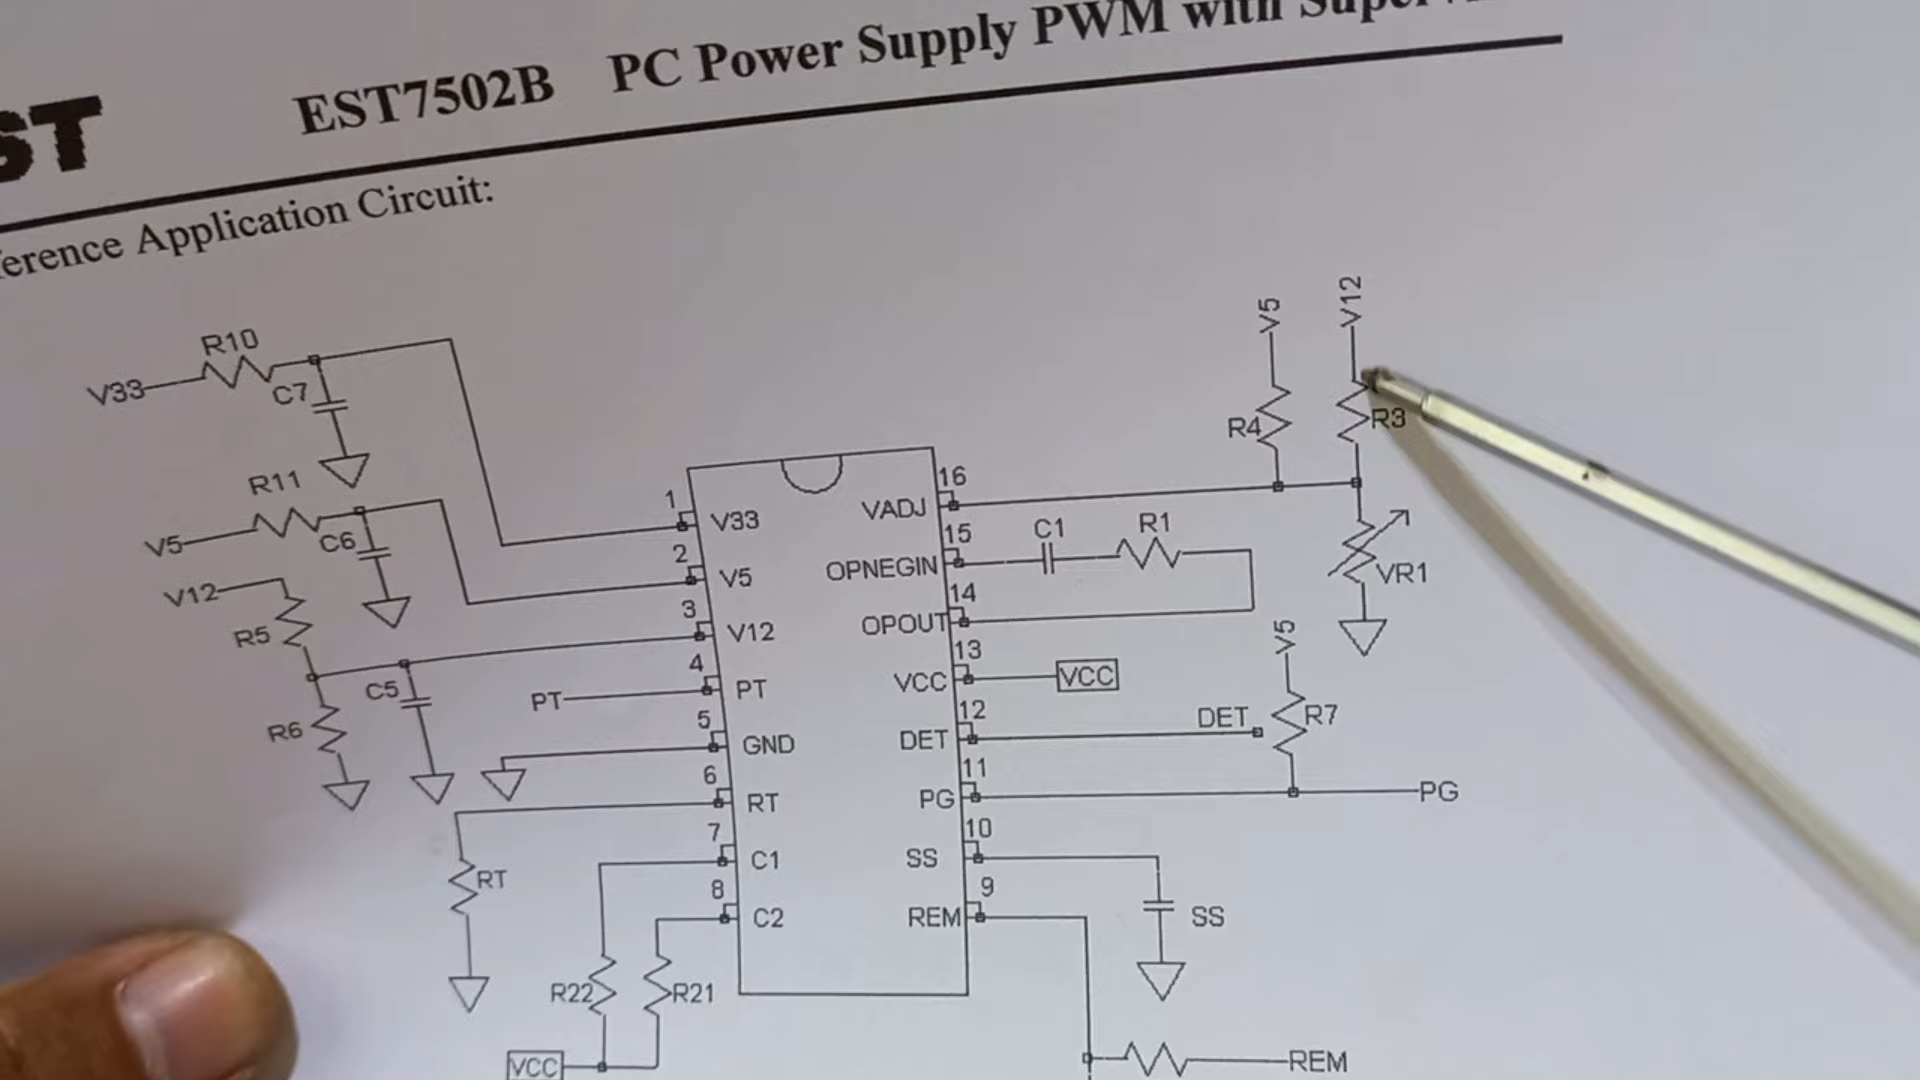 ST
EST7502B PC Power Supply PWM with
erence Application Circuit:
V33
R10
C7
V5
R11
C6
V12
R5
R6
C5
PT
RT
R22
R21
VCC
1
V33
2
V5
3
V12
4
PT
5
GND
6
RT
7
C1
8
C2
16
VADJ
15
OPNEGIN
14
OPOUT
13
VCC
12
DET
11
PG
10
SS
9
REM
V5
V12
R4
R3
VR1
C1
R1
VCC
DET
V5
R7
PG
SS
REM